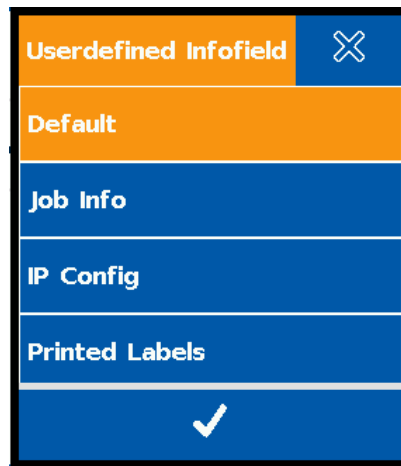 Userdefined Infofield
Default
Job Info
IP Config
Printed Labels